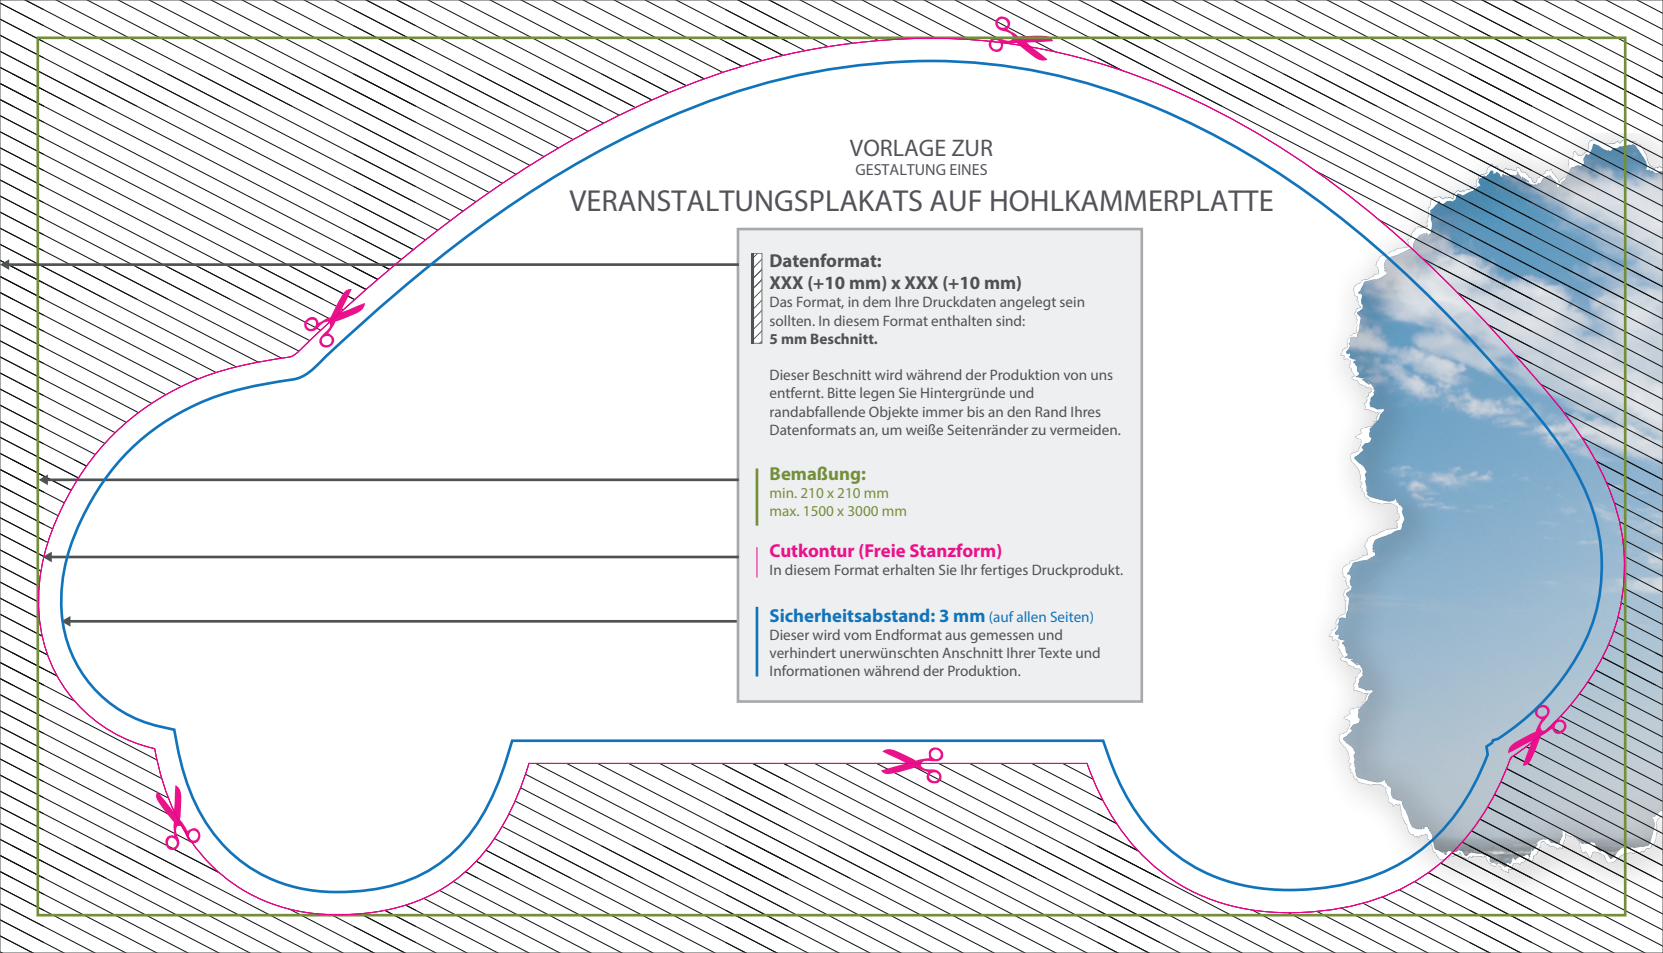 VORLAGE ZUR
GESTALTUNG EINES
VERANSTALTUNGSPLAKATS AUF HOHLKAMMERPLATTE
Datenformat:
XXX (+10 mm) x XXX (+10 mm)
Das Format, in dem Ihre Druckdaten angelegt sein
sollten. In diesem Format enthalten sind:
5 mm Beschnitt.
Dieser Beschnitt wird während der Produktion von uns
entfernt. Bitte legen Sie Hintergründe und
randabfallende Objekte immer bis an den Rand Ihres
Datenformats an, um weiße Seitenränder zu vermeiden.
Bemaßung:
min. 210 x 210 mm
max. 1500 x 3000 mm
Cutkontur (Freie Stanzform)
In diesem Format erhalten Sie Ihr fertiges Druckprodukt.
Sicherheitsabstand: 3 mm (auf allen Seiten)
Dieser wird vom Endformat aus gemessen und
verhindert unerwünschten Anschnitt Ihrer Texte und
Informationen während der Produktion.